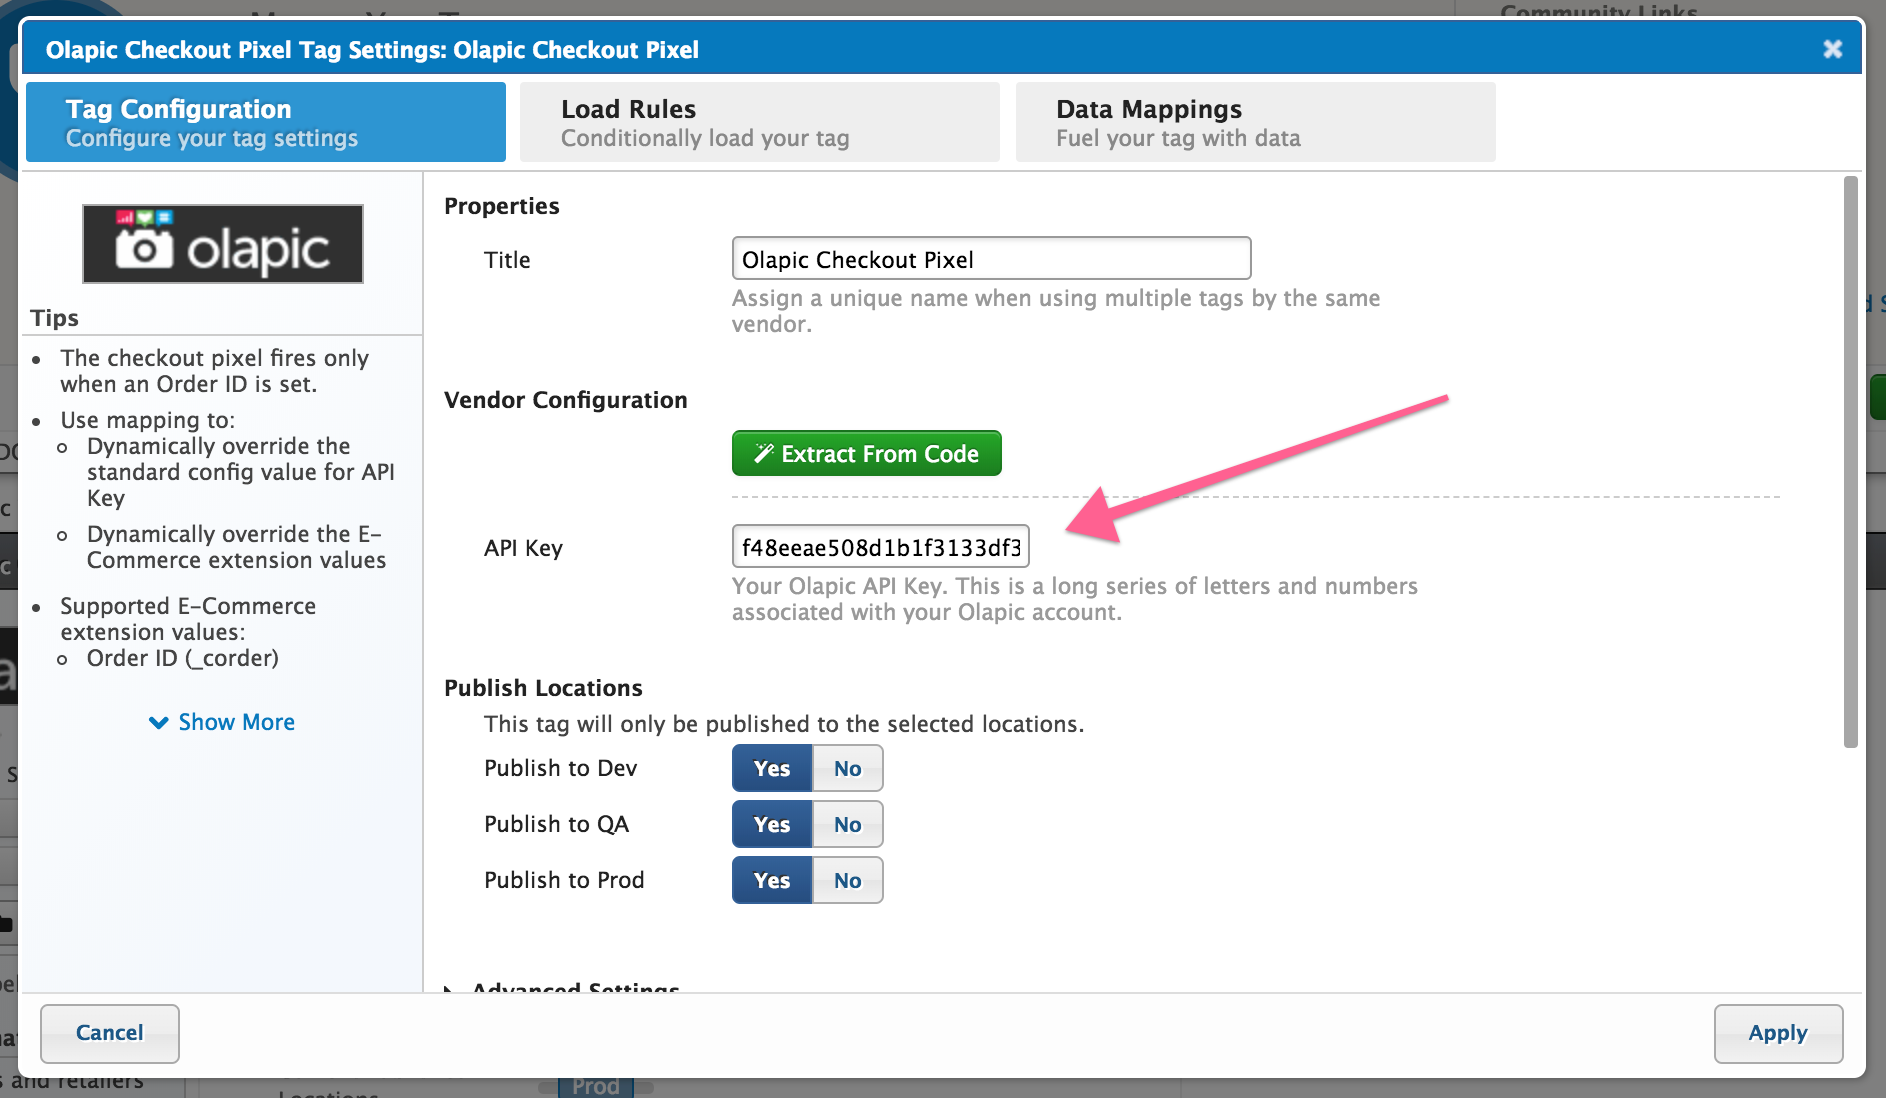 Community Links
Olapic Checkout Pixel Tag Settings: Olapic Checkout Pixel
Tag Configuration
Configure your tag settings
Load Rules
Conditionally load your tag
Data Mappings
Fuel your tag with data
olapic
Tips
The checkout pixel fires only
when an Order ID is set.
Use mapping to:
Dynamically override the
standard config value for API
Key
Dynamically override the E-
Commerce extension values
Supported E-Commerce
extension values:
Order ID (_corder)
Show More
Properties
Title
Olapic Checkout Pixel
Assign a unique name when using multiple tags by the same
vendor.
Vendor Configuration
Extract From Code
API Key
f48eeae508d1b1f3133df3
Your Olapic API Key. This is a long series of letters and numbers
associated with your Olapic account.
Publish Locations
This tag will only be published to the selected locations.
Publish to Dev
Yes No
Publish to QA
Yes No
Publish to Prod
Yes No
Advanced Settings
Cancel
Apply
and retailers
Locations
Prod